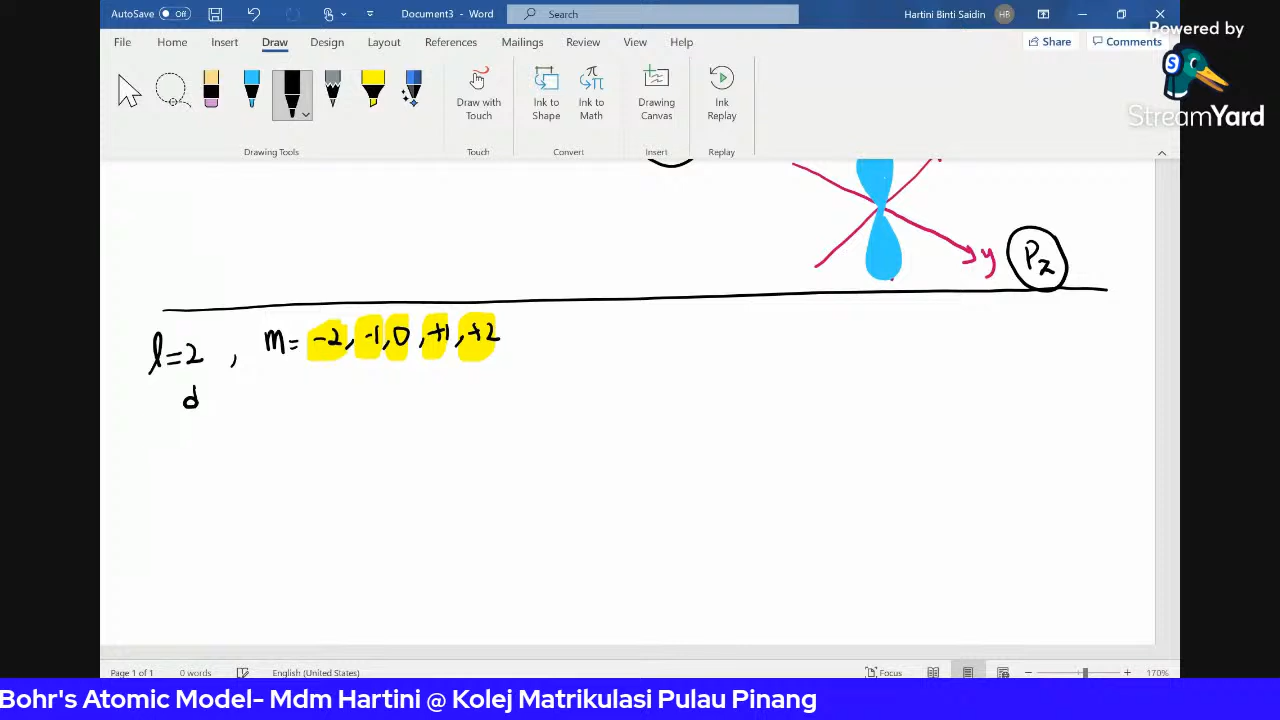 AutoSave Off Document3 - Word Search Hartini Binti Saidin HB
Powered by
StreamYard
File Home Insert Draw Design Layout References Mailings Review View Help Share Comments
Draw with Touch
Ink to Shape
Ink to Math
Drawing Canvas
Ink Replay
Drawing Tools Touch Convert Insert Replay
y
Pz
l=2 , m= -2, -1, 0, +1, +2
d
Page 1 of 1 0 words English (United States) Focus 170%
Bohr's Atomic Model- Mdm Hartini @ Kolej Matrikulasi Pulau Pinang